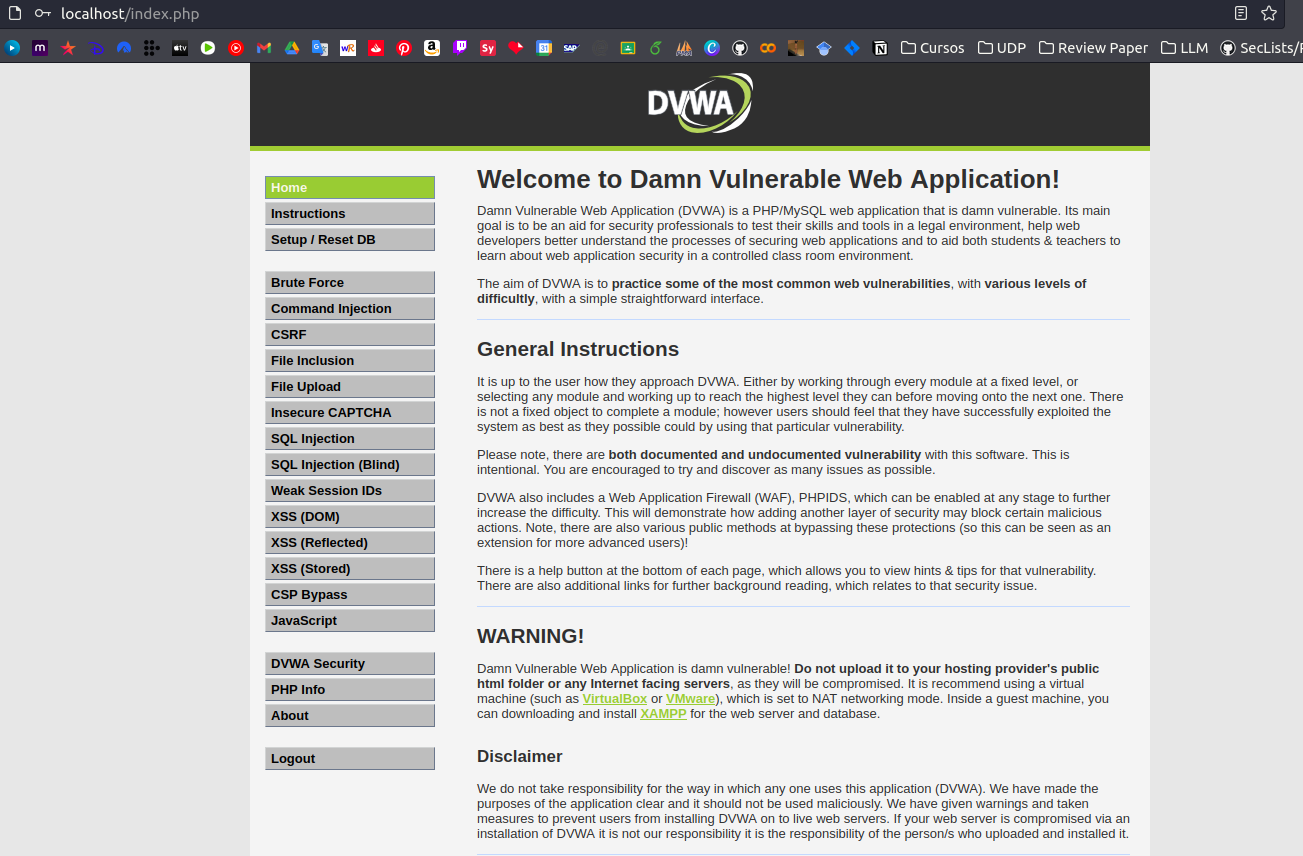 localhost/index.php
Cursos UDP Review Paper LLM SecLists/
DVWA
Home
Instructions
Setup / Reset DB
Brute Force
Command Injection
CSRF
File Inclusion
File Upload
Insecure CAPTCHA
SQL Injection
SQL Injection (Blind)
Weak Session IDs
XSS (DOM)
XSS (Reflected)
XSS (Stored)
CSP Bypass
JavaScript
DVWA Security
PHP Info
About
Logout
Welcome to Damn Vulnerable Web Application!
Damn Vulnerable Web Application (DVWA) is a PHP/MySQL web application that is damn vulnerable. Its main
goal is to be an aid for security professionals to test their skills and tools in a legal environment, help web
developers better understand the processes of securing web applications and to aid both students & teachers to
learn about web application security in a controlled class room environment.
The aim of DVWA is to practice some of the most common web vulnerabilities, with various levels of
difficultly, with a simple straightforward interface.
General Instructions
It is up to the user how they approach DVWA. Either by working through every module at a fixed level, or
selecting any module and working up to reach the highest level they can before moving onto the next one. There
is not a fixed object to complete a module; however users should feel that they have successfully exploited the
system as best as they possible could by using that particular vulnerability.
Please note, there are both documented and undocumented vulnerability with this software. This is
intentional. You are encouraged to try and discover as many issues as possible.
DVWA also includes a Web Application Firewall (WAF), PHPIDS, which can be enabled at any stage to further
increase the difficulty. This will demonstrate how adding another layer of security may block certain malicious
actions. Note, there are also various public methods at bypassing these protections (so this can be seen as an
extension for more advanced users)!
There is a help button at the bottom of each page, which allows you to view hints & tips for that vulnerability.
There are also additional links for further background reading, which relates to that security issue.
WARNING!
Damn Vulnerable Web Application is damn vulnerable! Do not upload it to your hosting provider's public
html folder or any Internet facing servers, as they will be compromised. It is recommend using a virtual
machine (such as VirtualBox or VMware), which is set to NAT networking mode. Inside a guest machine, you
can downloading and install XAMPP for the web server and database.
Disclaimer
We do not take responsibility for the way in which any one uses this application (DVWA). We have made the
purposes of the application clear and it should not be used maliciously. We have given warnings and taken
measures to prevent users from installing DVWA on to live web servers. If your web server is compromised via an
installation of DVWA it is not our responsibility it is the responsibility of the person/s who uploaded and installed it.